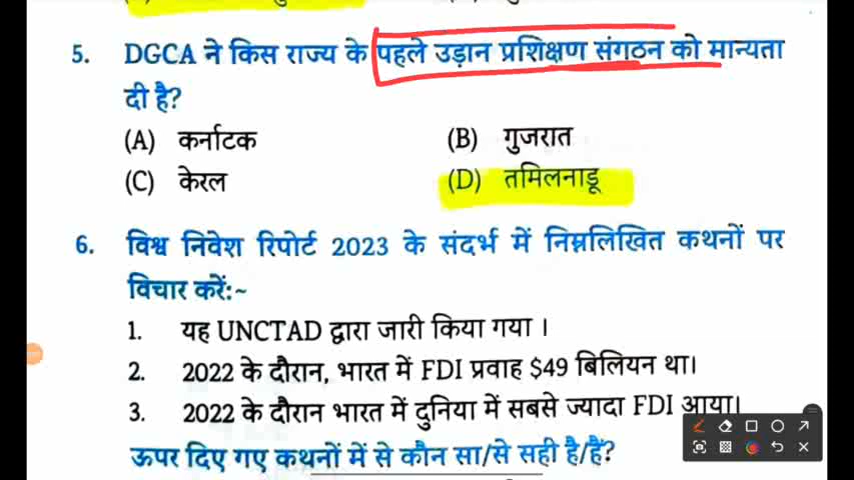 5. DGCA ने किस राज्य के पहले उड़ान प्रशिक्षण संगठन को मान्यता
दी है?
(A) कर्नाटक (B) गुजरात
(C) केरल (D) तमिलनाडू
6. विश्व निवेश रिपोर्ट 2023 के संदर्भ में निम्नलिखित कथनों पर
विचार करें:~
1. यह UNCTAD द्वारा जारी किया गया ।
2. 2022 के दौरान, भारत में FDI प्रवाह $49 बिलियन था।
3. 2022 के दौरान भारत में दुनिया में सबसे ज्यादा FDI आया।
ऊपर दिए गए कथनों में से कौन सा/से सही है/हैं?